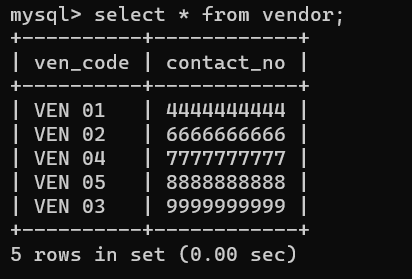 mysql> select * from vendor;
+----------+------------+
| ven_code | contact_no |
+----------+------------+
| VEN 01   | 4444444444 |
| VEN 02   | 6666666666 |
| VEN 04   | 7777777777 |
| VEN 05   | 8888888888 |
| VEN 03   | 9999999999 |
+----------+------------+
5 rows in set (0.00 sec)